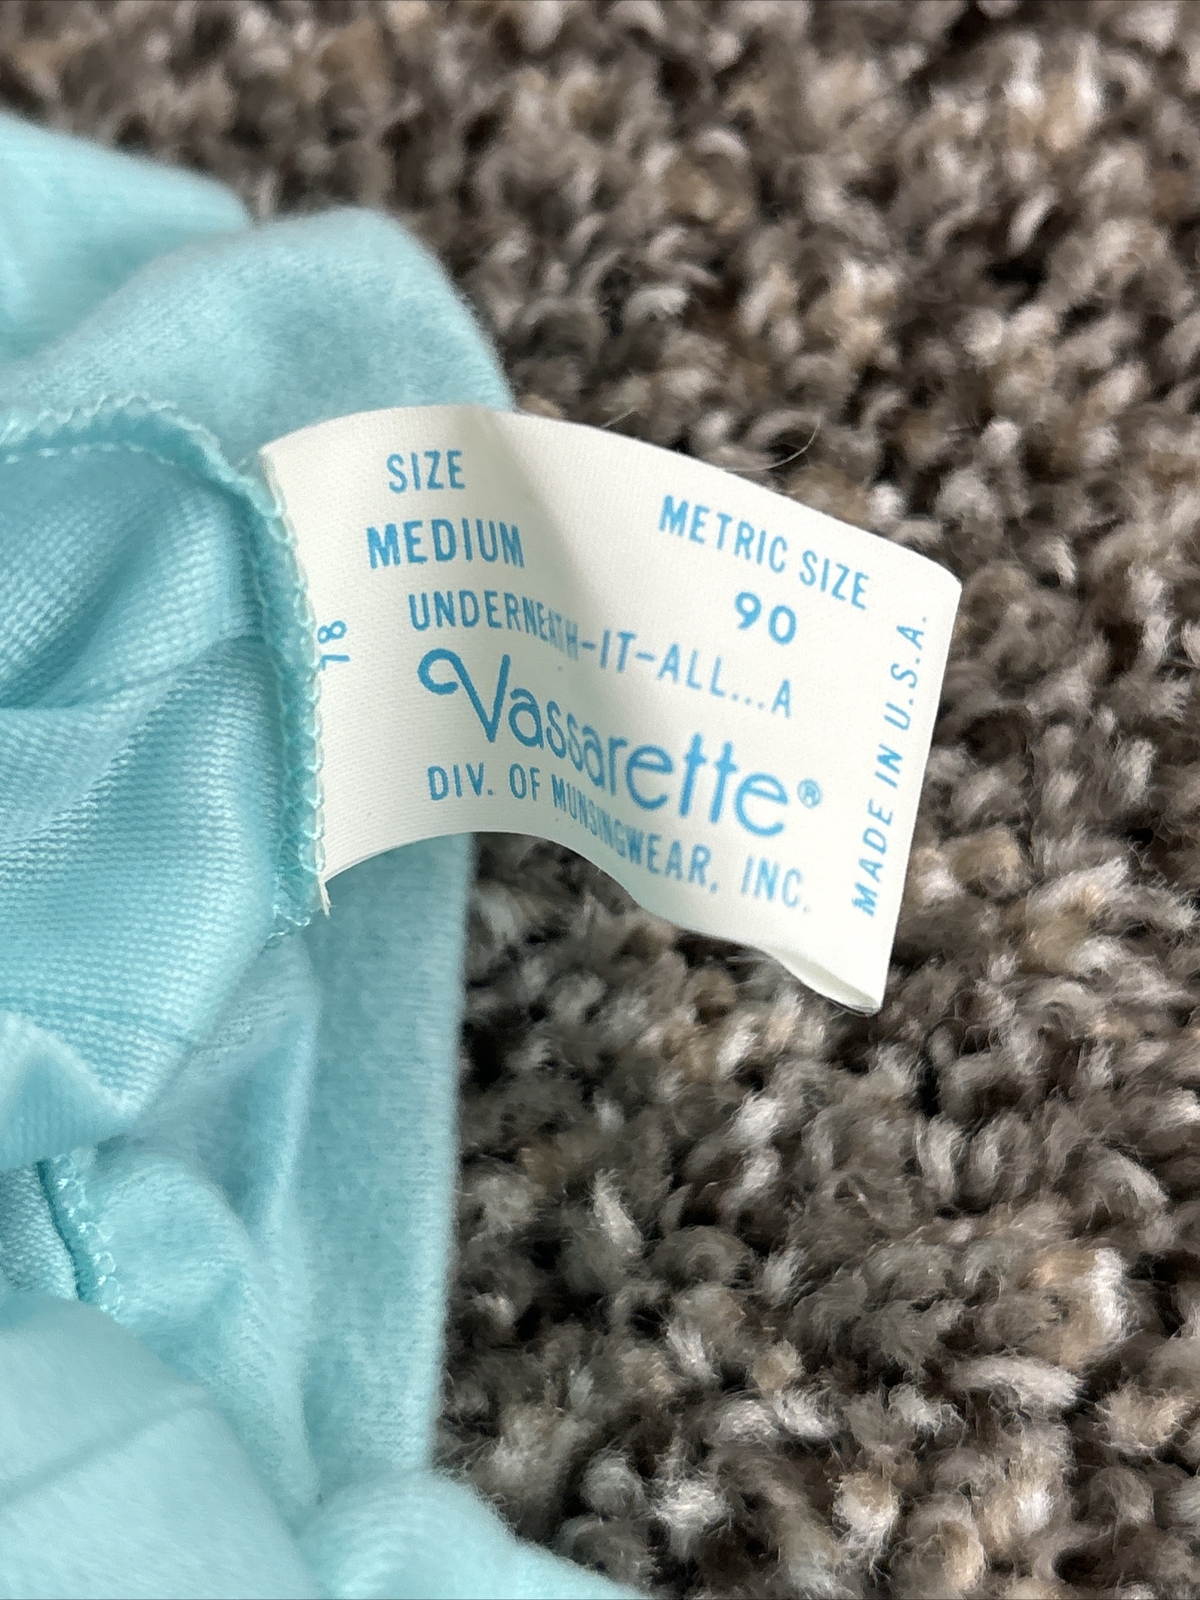 SIZE
MEDIUM
METRIC SIZE
90
UNDERNEATH-IT-ALL...A
Vassarette®
DIV. OF MUNSINGWEAR, INC.
MADE IN U.S.A.
78